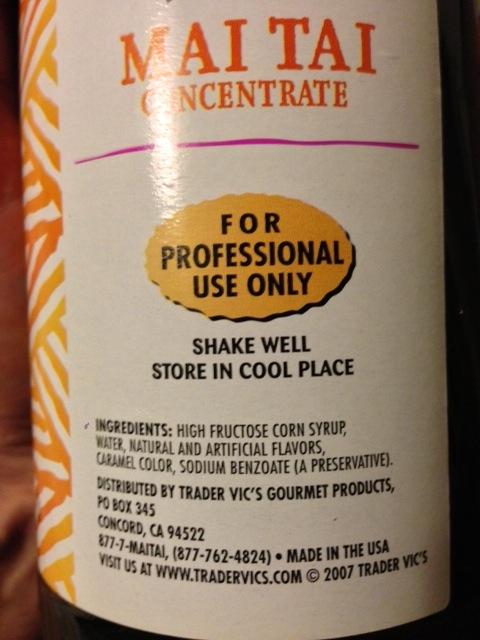 MAI TAI
CONCENTRATE
FOR
PROFESSIONAL
USE ONLY
SHAKE WELL
STORE IN COOL PLACE
INGREDIENTS: HIGH FRUCTOSE CORN SYRUP,
WATER, NATURAL AND ARTIFICIAL FLAVORS,
CARAMEL COLOR, SODIUM BENZOATE (A PRESERVATIVE).
DISTRIBUTED BY TRADER VIC'S GOURMET PRODUCTS,
PO BOX 345
CONCORD, CA 94522
877-7-MAITAI, (877-762-4824) • MADE IN THE USA
VISIT US AT WWW.TRADERVICS.COM © 2007 TRADER VIC'S